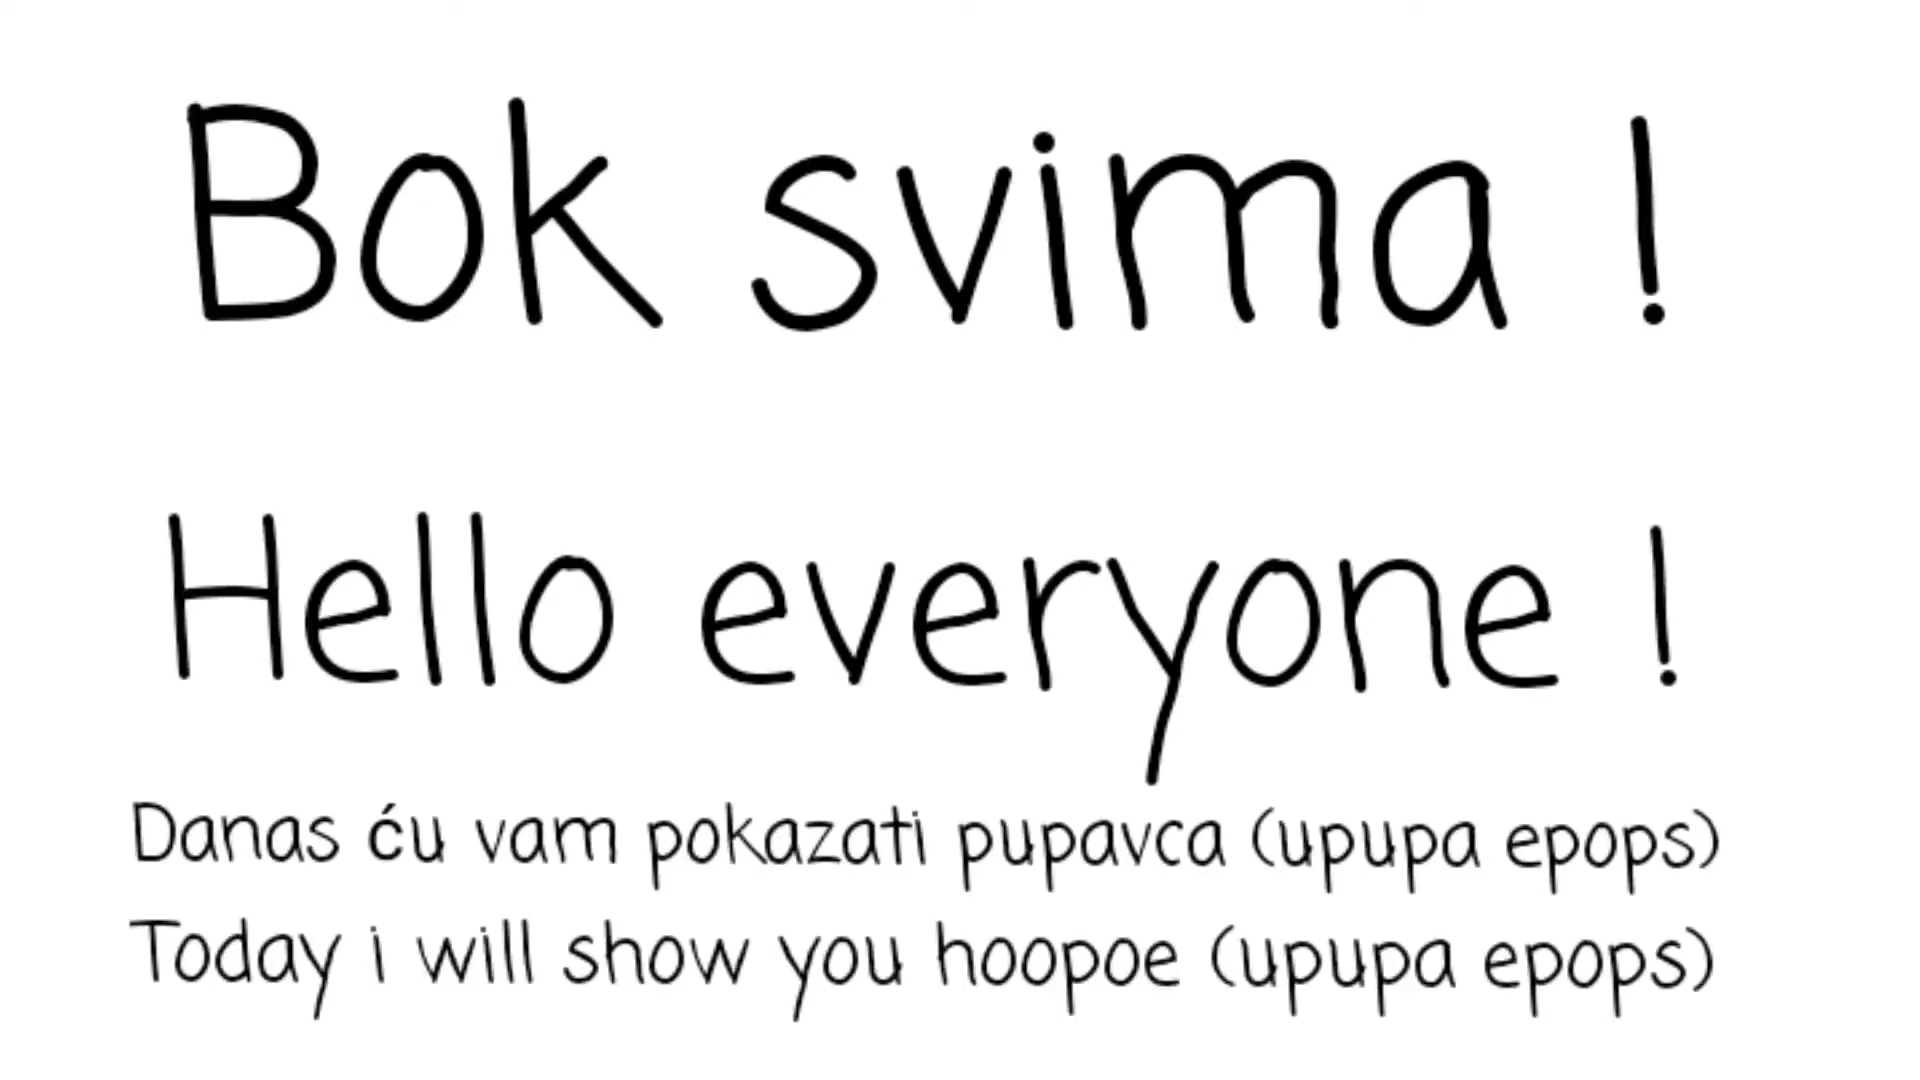 Bok svima !
Hello everyone !
Danas ću vam pokazati pupavca (upupa epops)
Today i will show you hoopoe (upupa epops)